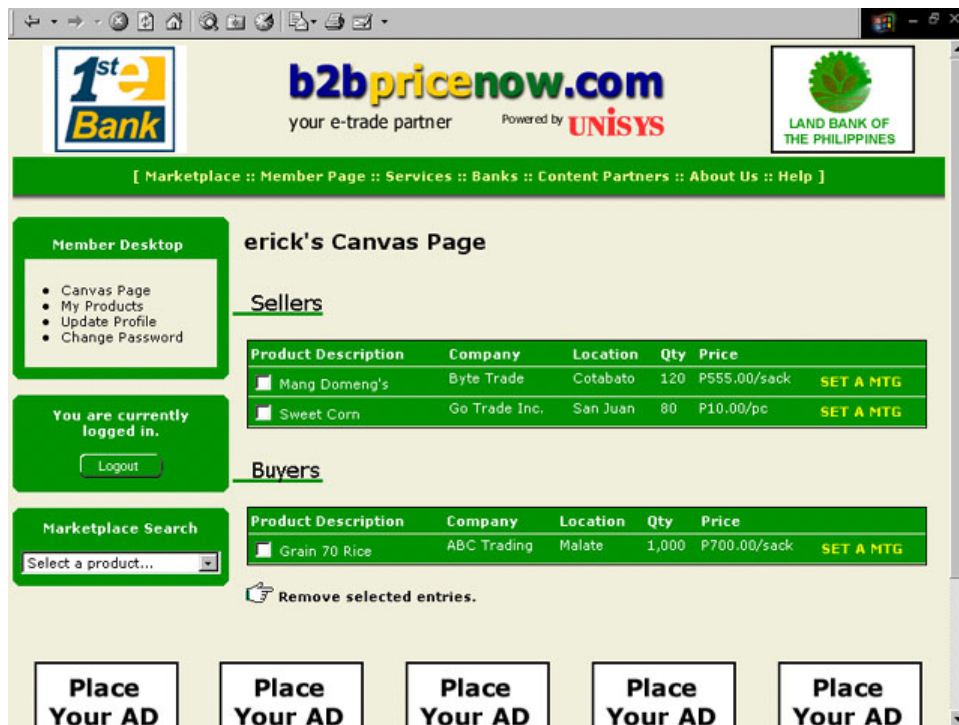 1st e Bank
b2bpricenow.com
your e-trade partner Powered by UNISYS
LAND BANK OF
THE PHILIPPINES
[ Marketplace :: Member Page :: Services :: Banks :: Content Partners :: About Us :: Help ]
Member Desktop
Canvas Page
My Products
Update Profile
Change Password
You are currently
logged in.
Logout
Marketplace Search
Select a product...
erick's Canvas Page
Sellers
Product Description Company Location Qty Price
Mang Domeng's Byte Trade Cotabato 120 P555.00/sack SET A MTG
Sweet Corn Go Trade Inc. San Juan 80 P10.00/pc SET A MTG
Buyers
Product Description Company Location Qty Price
Grain 70 Rice ABC Trading Malate 1,000 P700.00/sack SET A MTG
Remove selected entries.
Place Your AD
Place Your AD
Place Your AD
Place Your AD
Place Your AD